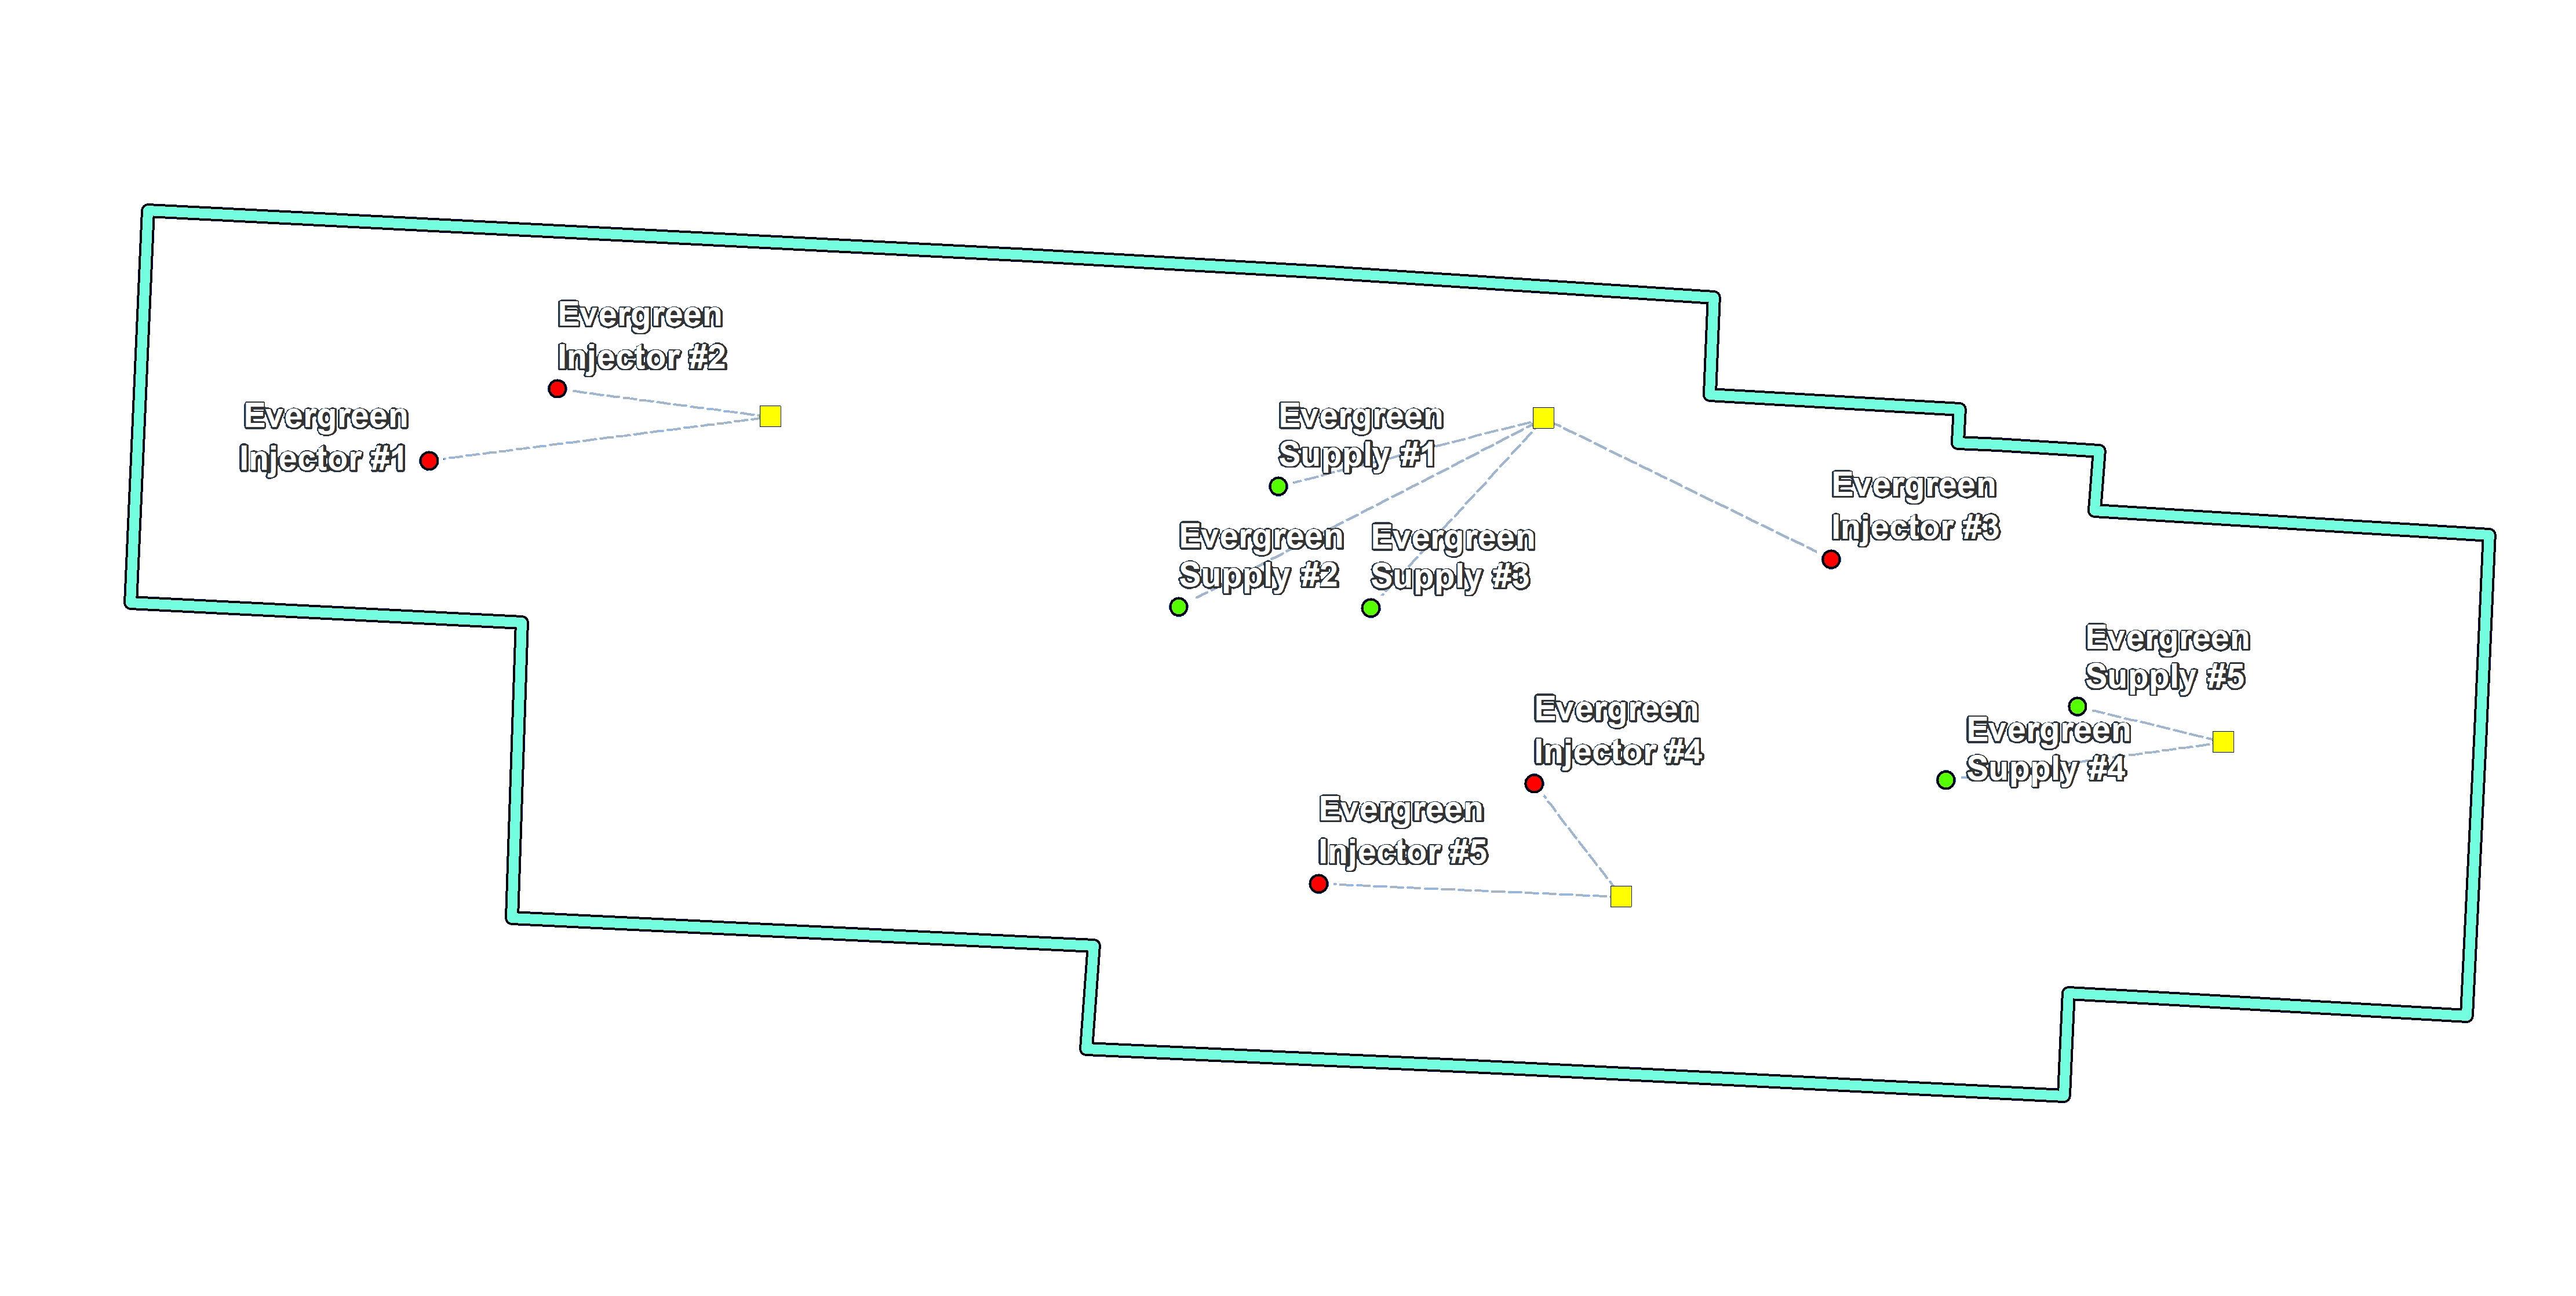 Evergreen
Injector #2
Evergreen
Injector #1
Evergreen
Supply #1
Evergreen
Supply #2
Evergreen
Supply #3
Evergreen
Injector #3
Evergreen
Supply #5
Evergreen
Supply #4
Evergreen
Injector #4
Evergreen
Injector #5